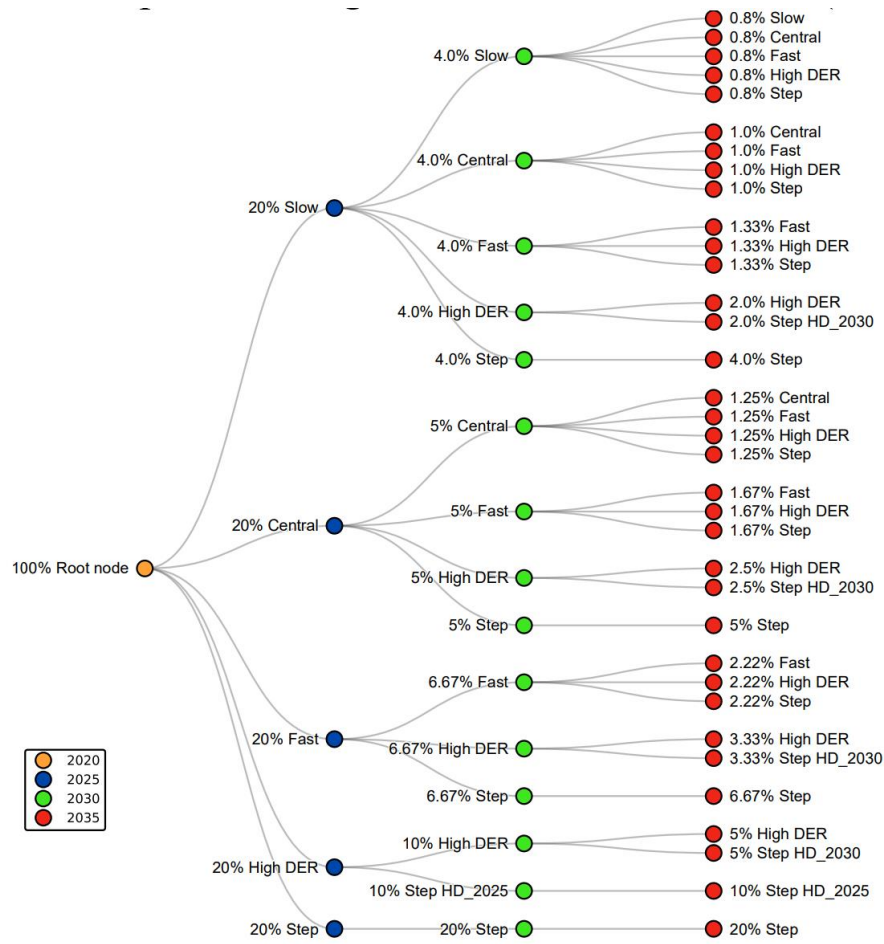 0.8% Slow
0.8% Central
4.0% Slow
0.8% Fast
0.8% High DER
0.8% Step
1.0% Central
1.0% Fast
4.0% Central
1.0% High DER
1.0% Step
20% Slow
1.33% Fast
4.0% Fast
1.33% High DER
1.33% Step
2.0% High DER
4.0% High DER
2.0% Step HD_2030
4.0% Step
4.0% Step
1.25% Central
1.25% Fast
5% Central
1.25% High DER
1.25% Step
1.67% Fast
5% Fast
1.67% High DER
20% Central
1.67% Step
100% Root node
2.5% High DER
5% High DER
2.5% Step HD_2030
5% Step
5% Step
2.22% Fast
6.67% Fast
2.22% High DER
2.22% Step
20% Fast
3.33% High DER
6.67% High DER
3.33% Step HD_2030
6.67% Step
6.67% Step
5% High DER
10% High DER
5% Step HD_2030
20% High DER
10% Step HD_2025
10% Step HD_2025
20% Step
20% Step
20% Step
2020
2025
2030
2035